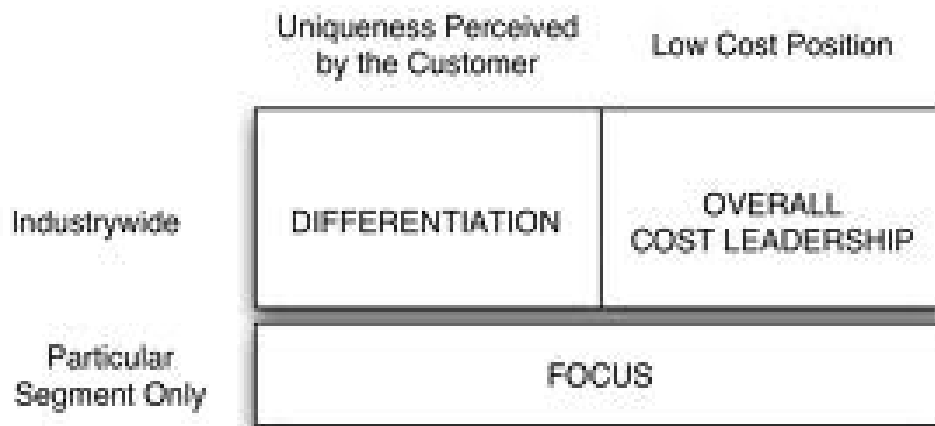 Uniqueness Perceived
by the Customer
Low Cost Position
Industrywide
DIFFERENTIATION
OVERALL
COST LEADERSHIP
Particular
Segment Only
FOCUS